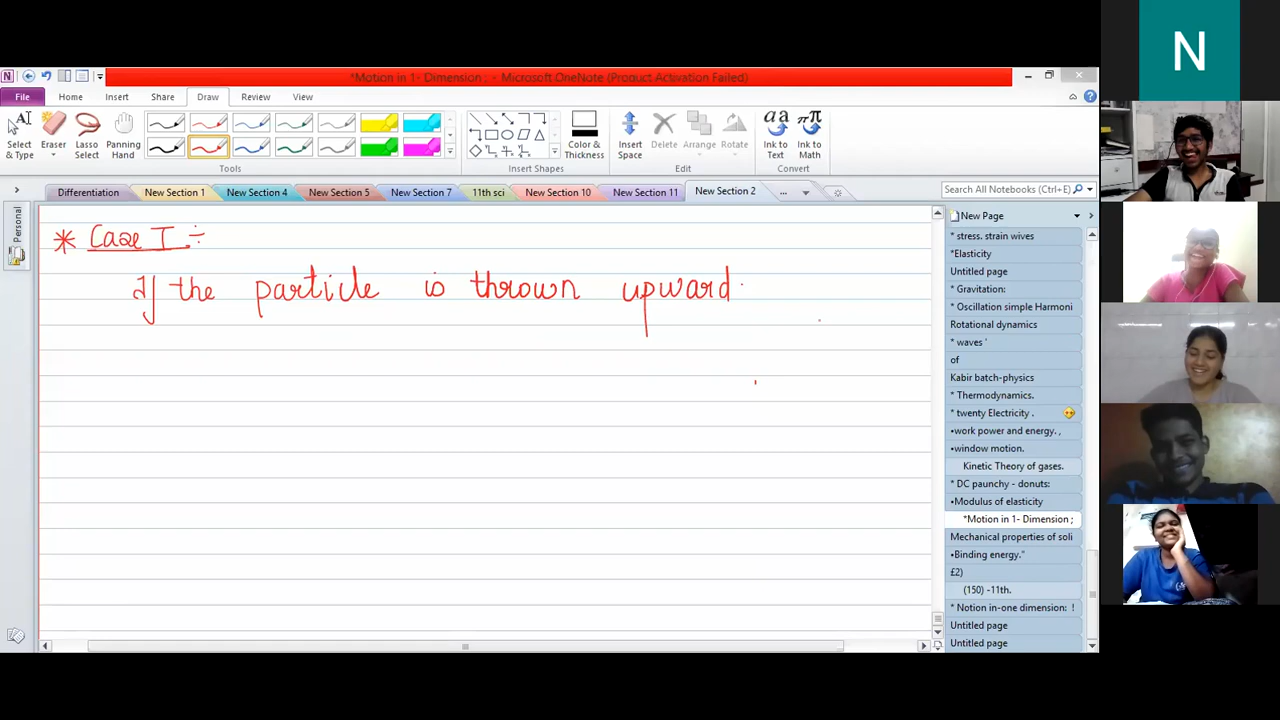 N
*Motion in 1- Dimension ; - Microsoft OneNote (Product Activation Failed)
File Home Insert Share Draw Review View
Select & Type
Eraser
Lasso Select
Panning Hand
Tools
Insert Shapes
Color & Thickness
Insert Space
Delete
Arrange
Rotate
Ink to Text
Ink to Math
Convert
Differentiation New Section 1 New Section 4 New Section 5 New Section 7 11th sci New Section 10 New Section 11 New Section 2 ...
Search All Notebooks (Ctrl+E)
Personal
* Case I :-
If the particle is thrown upward.
New Page
* stress. strain wives
*Elasticity
Untitled page
* Gravitation:
* Oscillation simple Harmoni
Rotational dynamics
* waves '
of
Kabir batch-physics
* Thermodynamics.
* twenty Electricity .
•work power and energy. ,
•window motion.
Kinetic Theory of gases.
* DC paunchy - donuts:
•Modulus of elasticity
*Motion in 1- Dimension ;
Mechanical properties of soli
•Binding energy."
£2)
(150) -11th.
* Notion in-one dimension: !
Untitled page
Untitled page